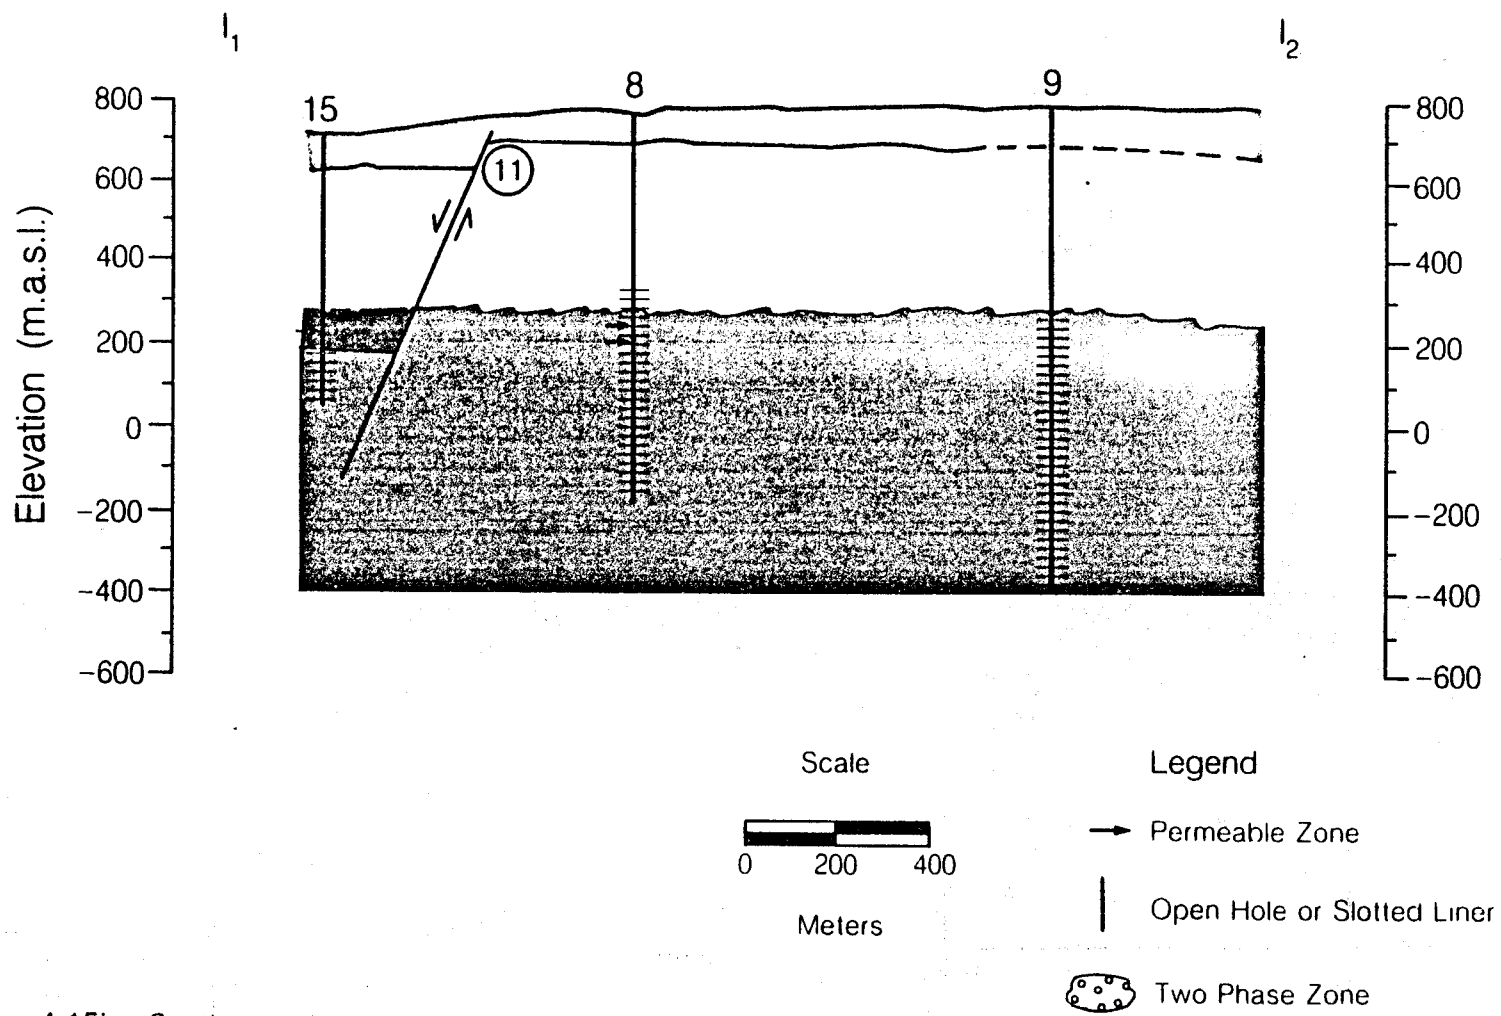 I1
I2
15
8
9
11
Elevation (m.a.s.l.)
800
600
400
200
0
−200
−400
−600
800
600
400
200
0
−200
−400
−600
Scale
0 200 400
Meters
Legend
Permeable Zone
Open Hole or Slotted Liner
Two Phase Zone